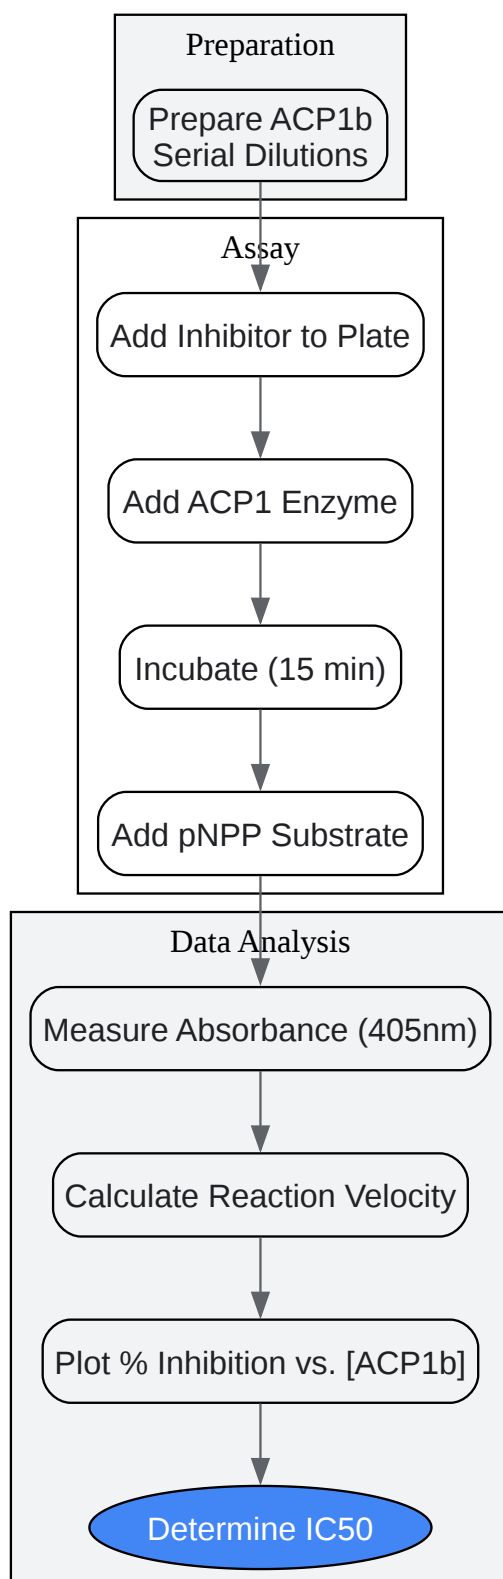 Preparation
Prepare ACP1b
Serial Dilutions
Assay
Add Inhibitor to Plate
Add ACP1 Enzyme
Incubate (15 min)
Add pNPP Substrate
Data Analysis
Measure Absorbance (405nm)
Calculate Reaction Velocity
Plot % Inhibition vs. [ACP1b]
Determine IC50